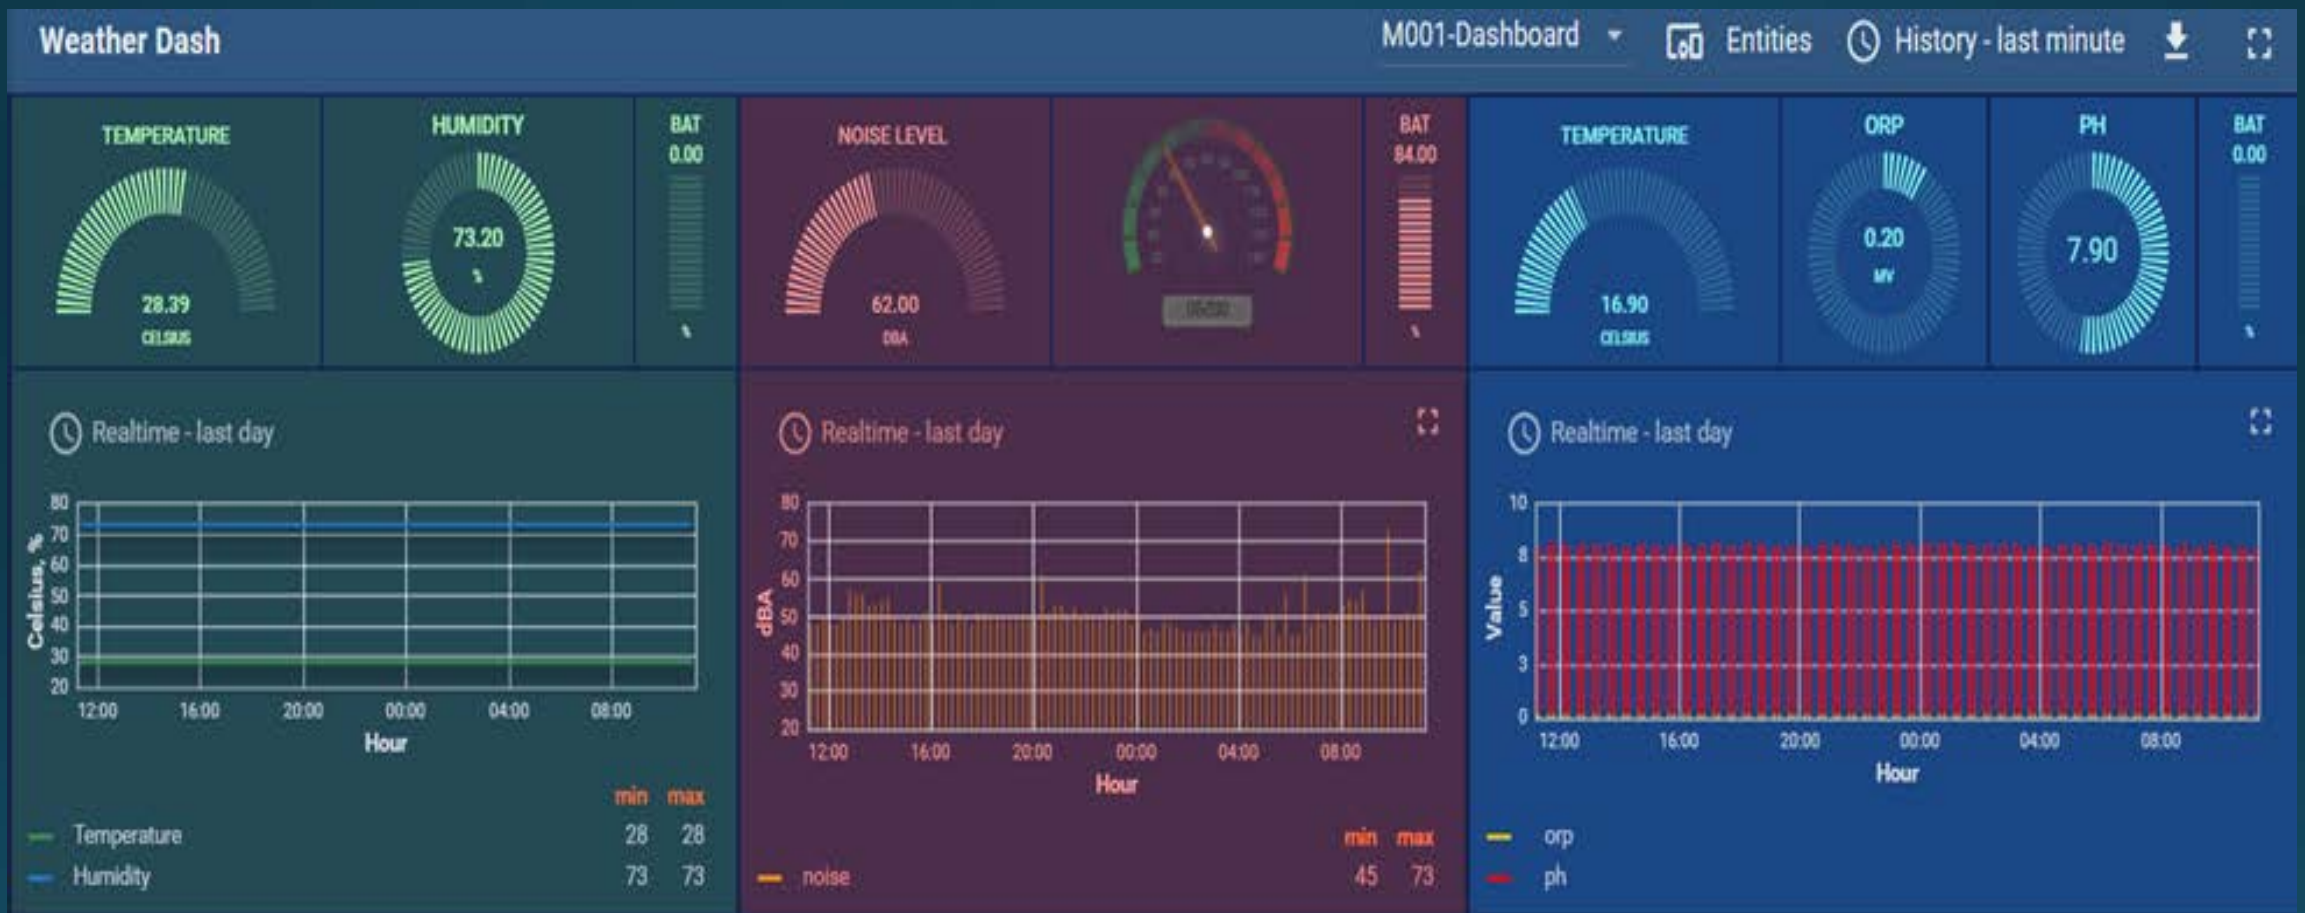 Weather Dash
M001-Dashboard
Entities
History - last minute
TEMPERATURE
28.39
CELSIUS
HUMIDITY
73.20
%
BAT
0.00
%
NOISE LEVEL
62.00
DBA
BAT
84.00
%
TEMPERATURE
16.90
CELSIUS
ORP
0.20
MV
PH
7.90
BAT
0.00
%
Realtime - last day
Celsius, %
80
70
60
50
40
30
20
12:00 16:00 20:00 00:00 04:00 08:00
Hour
min max
Temperature 28 28
Humidity 73 73
Realtime - last day
dBA
80
70
60
50
40
30
20
12:00 16:00 20:00 00:00 04:00 08:00
Hour
min max
noise 45 73
Realtime - last day
Value
10
8
5
3
0
12:00 16:00 20:00 00:00 04:00 08:00
Hour
orp
ph